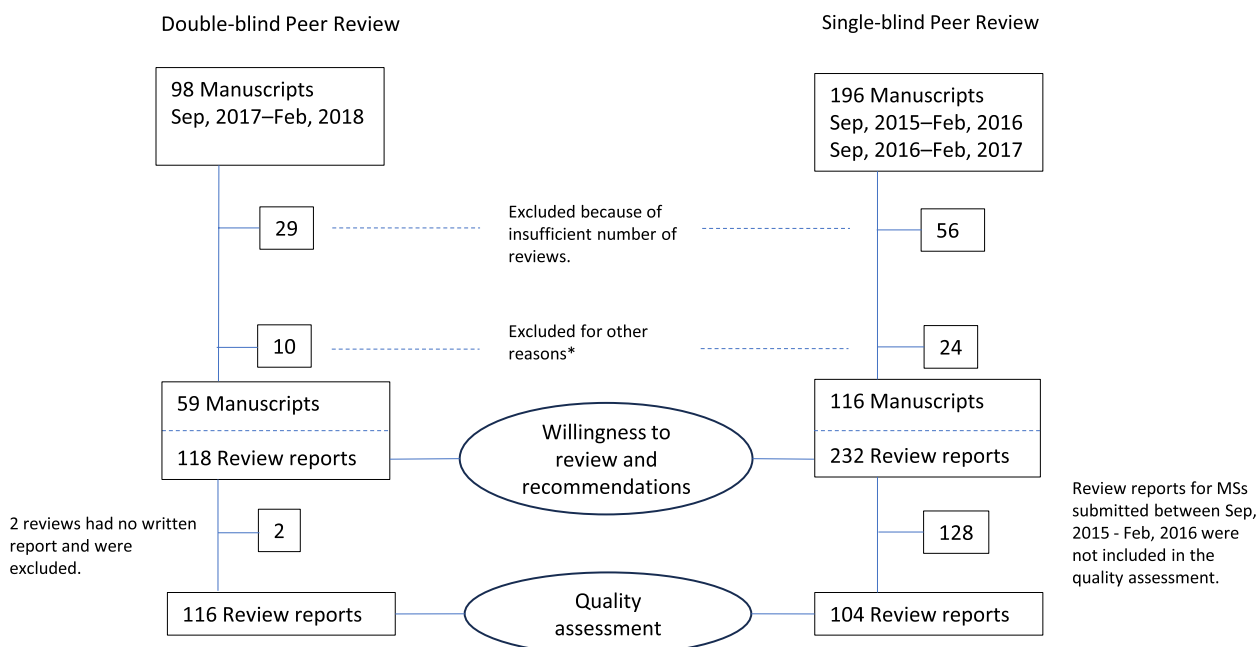 Double-blind Peer Review
Single-blind Peer Review
98 Manuscripts
Sep, 2017–Feb, 2018
196 Manuscripts
Sep, 2015–Feb, 2016
Sep, 2016–Feb, 2017
29
Excluded because of
insufficient number of
reviews.
56
10
Excluded for other
reasons*
24
59 Manuscripts
118 Review reports
Willingness to
review and
recommendations
116 Manuscripts
232 Review reports
2 reviews had no written
report and were
excluded.
2
128
Review reports for MSs
submitted between Sep,
2015 - Feb, 2016 were
not included in the
quality assessment.
116 Review reports
Quality
assessment
104 Review reports